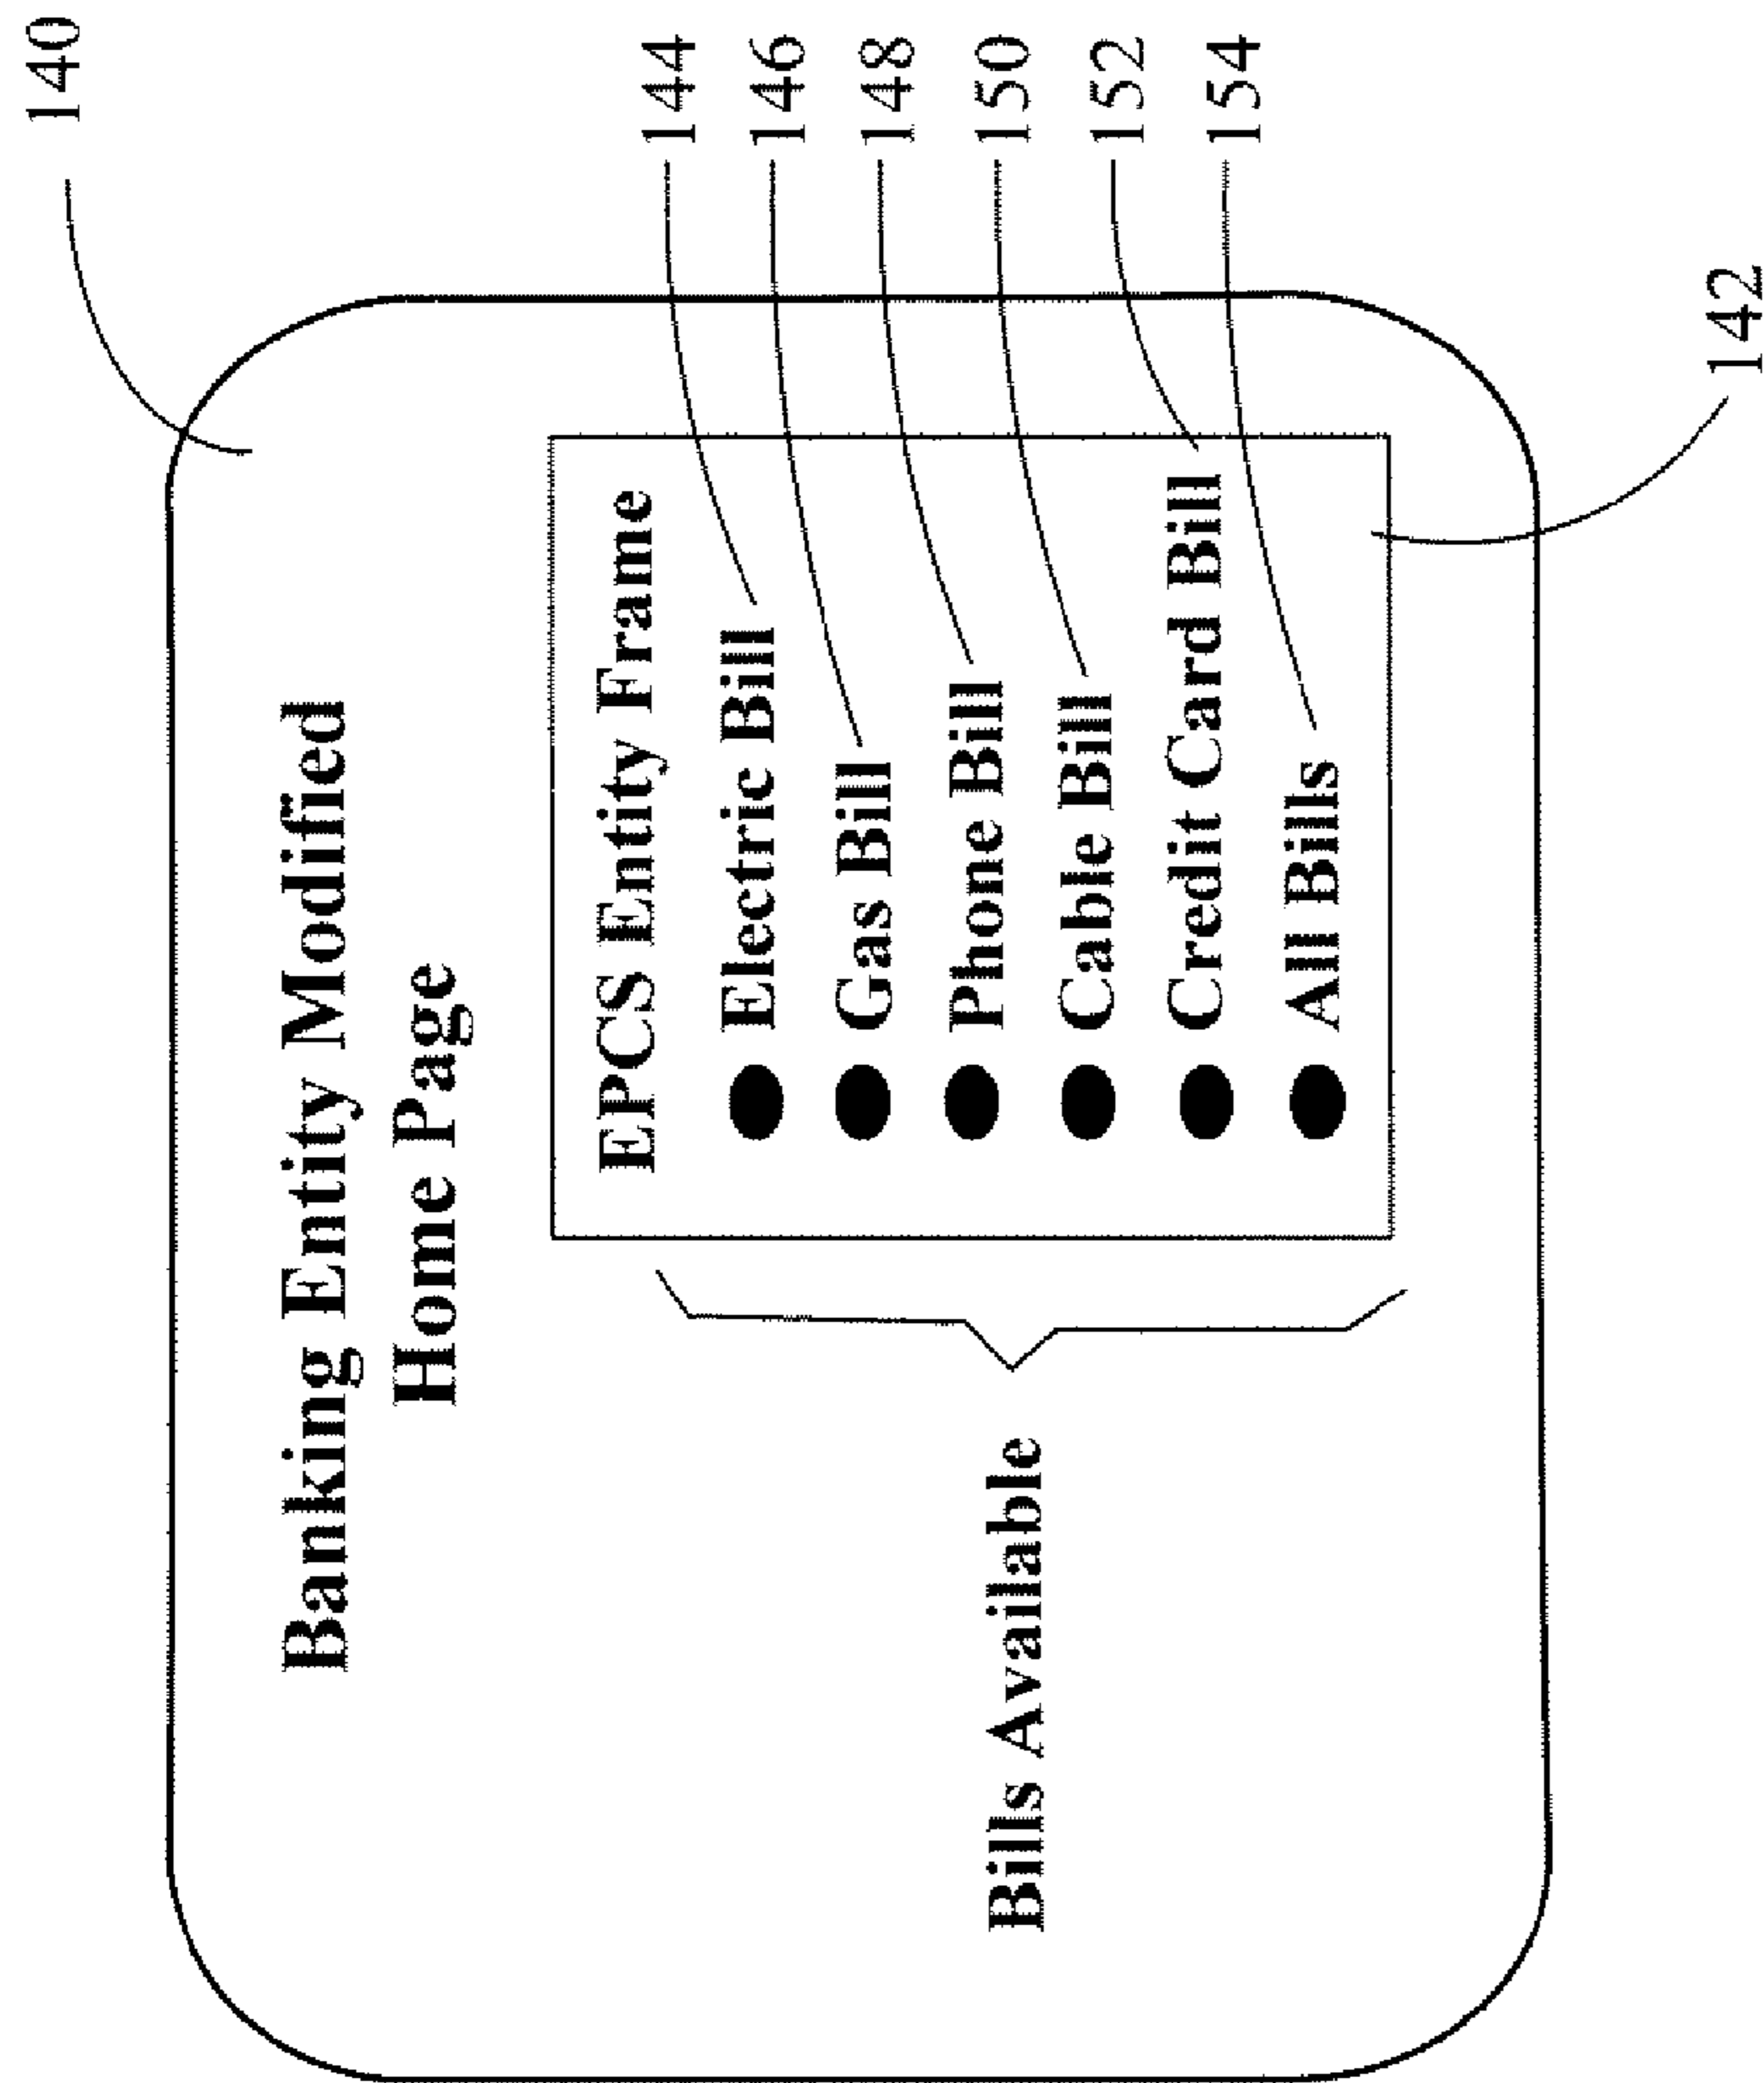 140
Banking Entity Modified
Home Page
EPCS Entity Frame
Electric Bill
144
Gas Bill
146
Phone Bill
148
Bills Available
Cable Bill
150
Credit Card Bill
152
All Bills
154
142